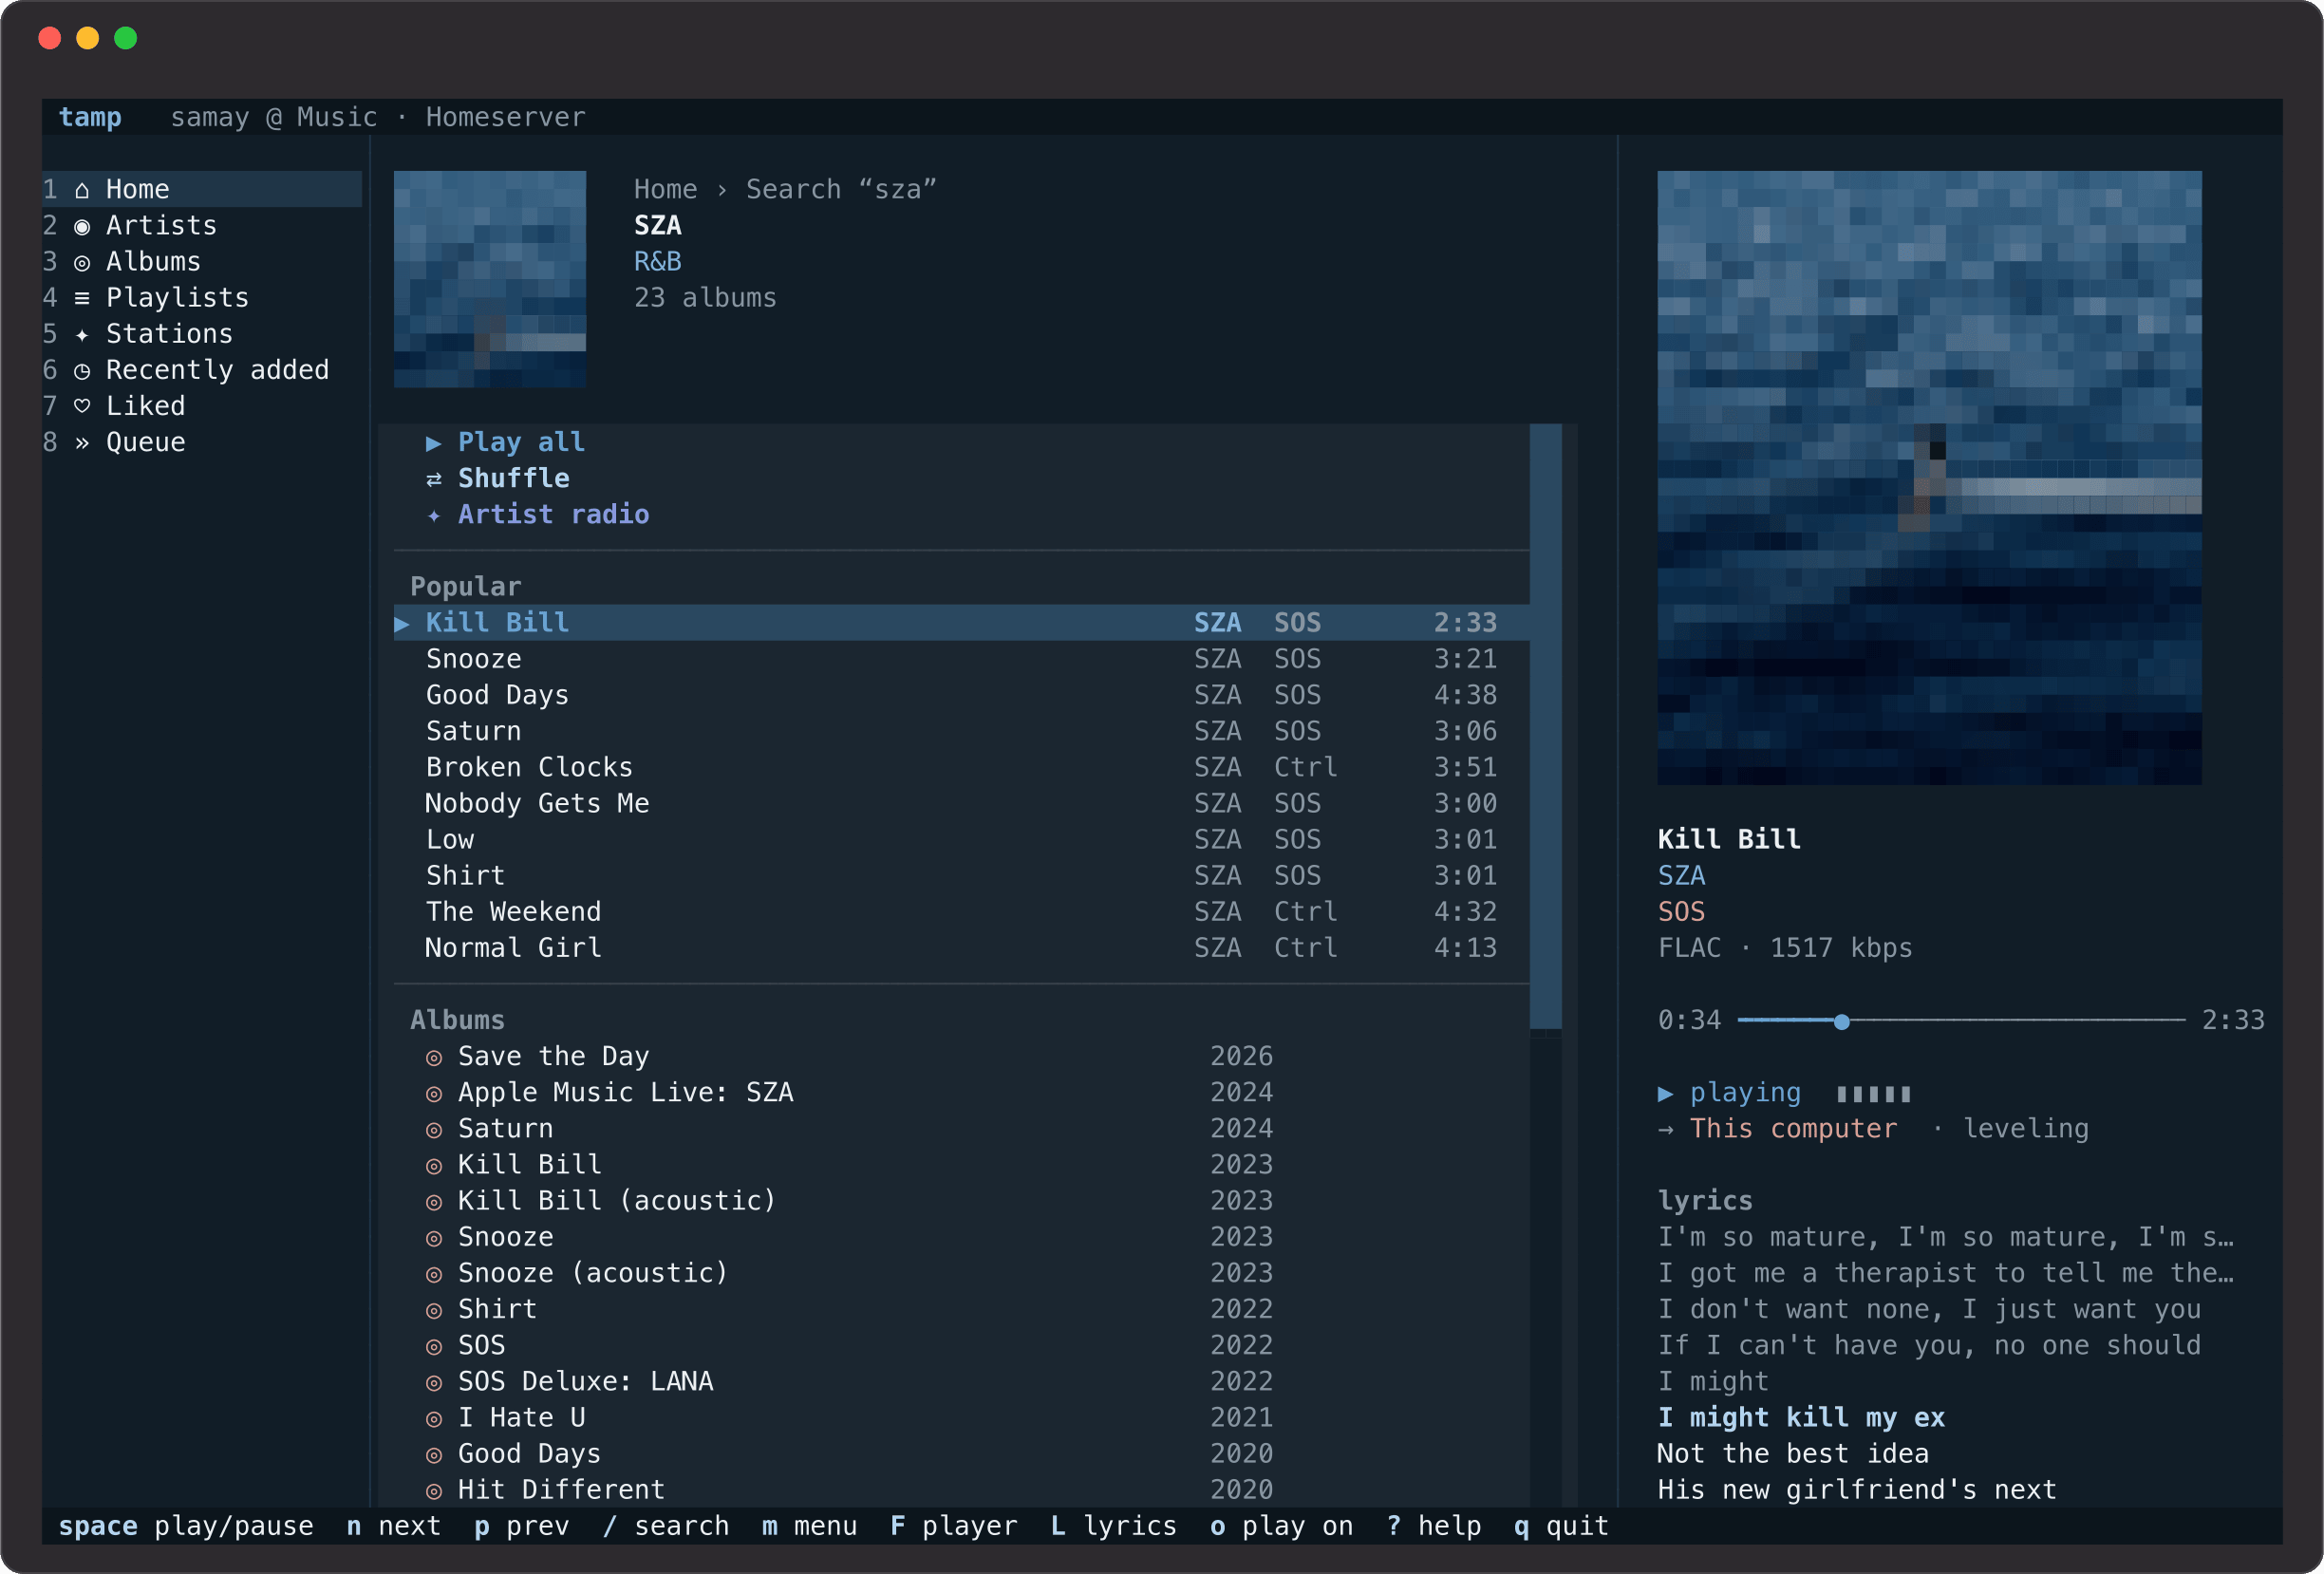 tamp samay @ Music · Homeserver
1 ⌂ Home
2 ◉ Artists
3 ◎ Albums
4 ≡ Playlists
5 ✦ Stations
6 ◷ Recently added
7 ♡ Liked
8 » Queue
Home › Search “sza”
SZA
R&B
23 albums
▶ Play all
⇄ Shuffle
✦ Artist radio
Popular
▶ Kill Bill SZA SOS 2:33
Snooze SZA SOS 3:21
Good Days SZA SOS 4:38
Saturn SZA SOS 3:06
Broken Clocks SZA Ctrl 3:51
Nobody Gets Me SZA SOS 3:00
Low SZA SOS 3:01
Shirt SZA SOS 3:01
The Weekend SZA Ctrl 4:32
Normal Girl SZA Ctrl 4:13
Albums
◎ Save the Day 2026
◎ Apple Music Live: SZA 2024
◎ Saturn 2024
◎ Kill Bill 2023
◎ Kill Bill (acoustic) 2023
◎ Snooze 2023
◎ Snooze (acoustic) 2023
◎ Shirt 2022
◎ SOS 2022
◎ SOS Deluxe: LANA 2022
◎ I Hate U 2021
◎ Good Days 2020
◎ Hit Different 2020
Kill Bill
SZA
SOS
FLAC · 1517 kbps
0:34 2:33
▶ playing ▮▮▮▮▮
→ This computer · leveling
lyrics
I'm so mature, I'm so mature, I'm s…
I got me a therapist to tell me the…
I don't want none, I just want you
If I can't have you, no one should
I might
I might kill my ex
Not the best idea
His new girlfriend's next
space play/pause n next p prev / search m menu F player L lyrics o play on ? help q quit